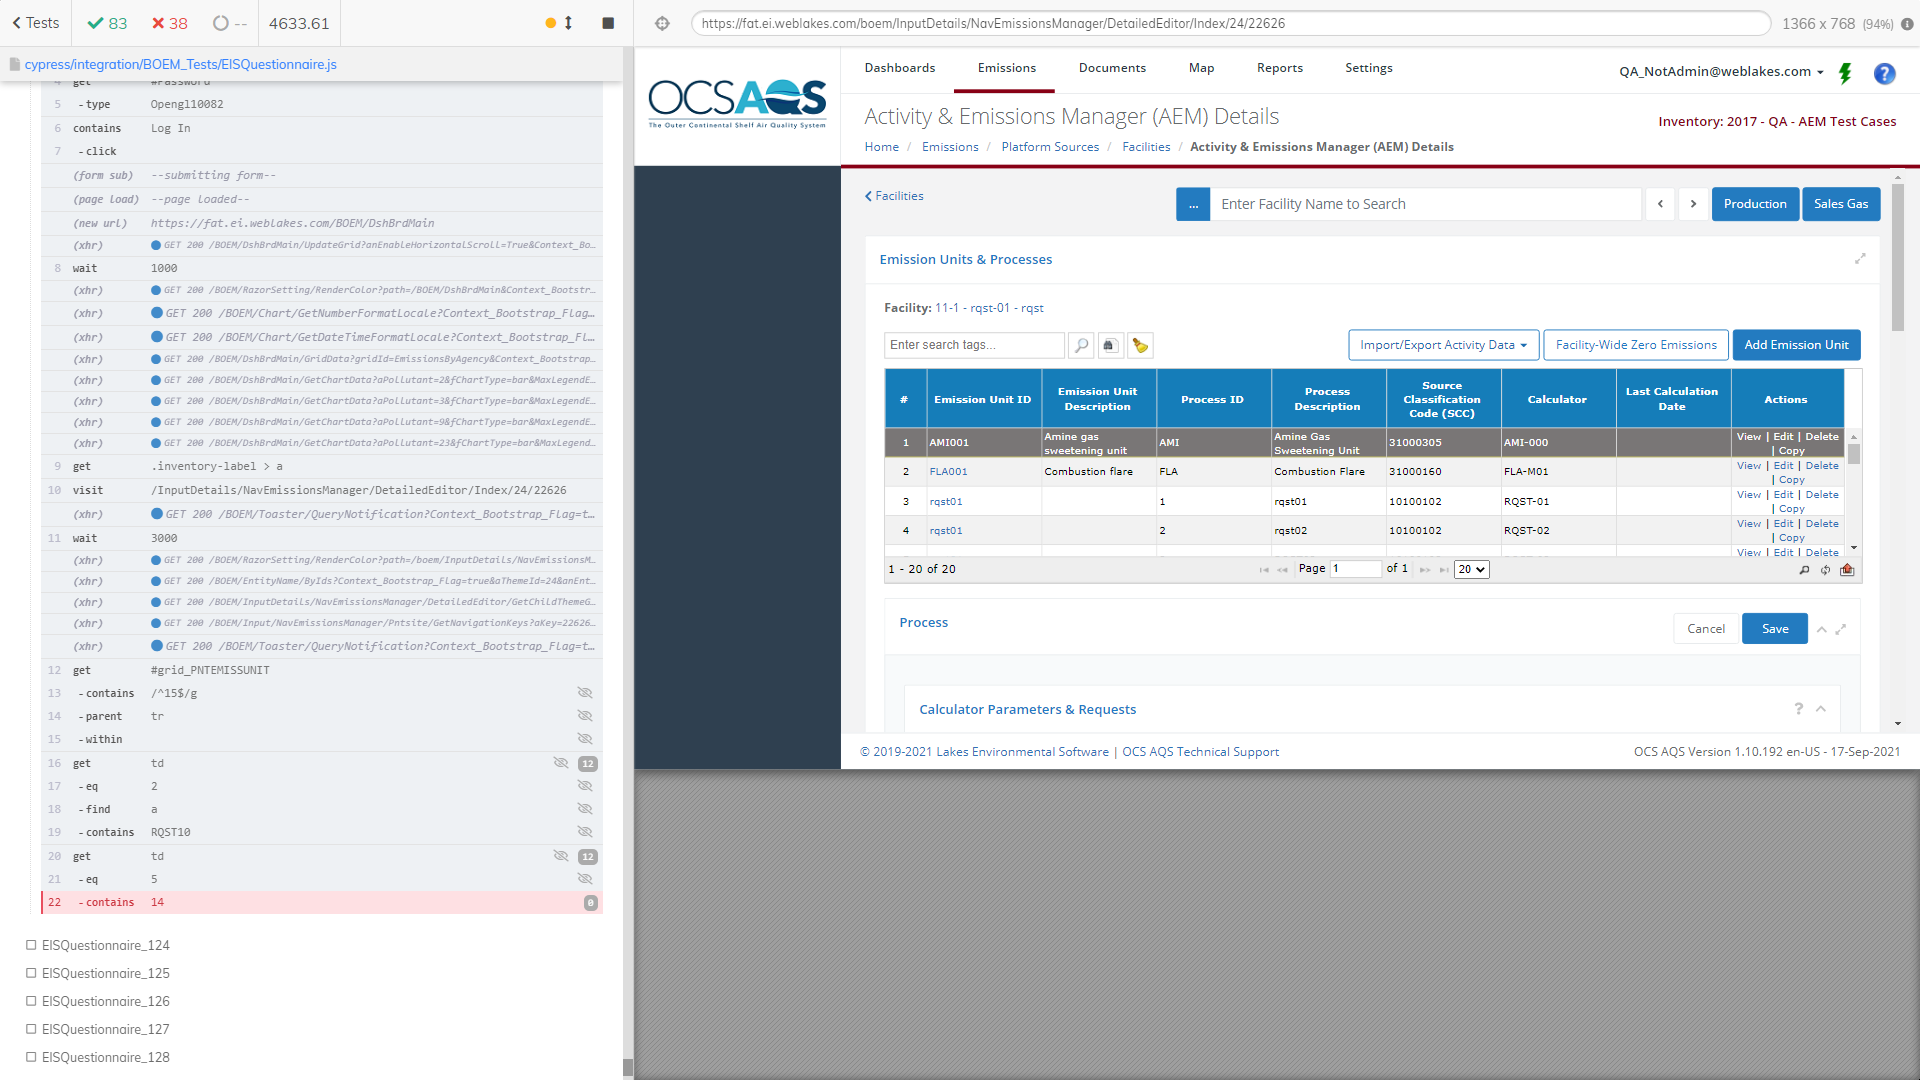 Tests
83
38
--
4633.61
cypress/integration/BOEM_Tests/EISQuestionnaire.js
4 get #Password
5 -type Opengl10082
6 contains Log In
7 -click
(form sub) --submitting form--
(page load) --page loaded--
(new url) https://fat.ei.weblakes.com/BOEM/DshBrdMain
(xhr) GET 200 /BOEM/DshBrdMain/UpdateGrid?anEnableHorizontalScroll=True&Context_Bo...
8 wait 1000
(xhr) GET 200 /BOEM/RazorSetting/RenderColor?path=/BOEM/DshBrdMain&Context_Bootstr...
(xhr) GET 200 /BOEM/Chart/GetNumberFormatLocale?Context_Bootstrap_Flag...
(xhr) GET 200 /BOEM/Chart/GetDateTimeFormatLocale?Context_Bootstrap_Fl...
(xhr) GET 200 /BOEM/DshBrdMain/GridData?gridId=EmissionsByAgency&Context_Bootstrap...
(xhr) GET 200 /BOEM/DshBrdMain/GetChartData?aPollutant=2&fChartType=bar&MaxLegendE...
(xhr) GET 200 /BOEM/DshBrdMain/GetChartData?aPollutant=3&fChartType=bar&MaxLegendE...
(xhr) GET 200 /BOEM/DshBrdMain/GetChartData?aPollutant=9&fChartType=bar&MaxLegendE...
(xhr) GET 200 /BOEM/DshBrdMain/GetChartData?aPollutant=23&fChartType=bar&MaxLegend...
9 get .inventory-label > a
10 visit /InputDetails/NavEmissionsManager/DetailedEditor/Index/24/22626
(xhr) GET 200 /BOEM/Toaster/QueryNotification?Context_Bootstrap_Flag=t...
11 wait 3000
(xhr) GET 200 /BOEM/RazorSetting/RenderColor?path=/boem/InputDetails/NavEmissionsM...
(xhr) GET 200 /BOEM/EntityName/ByIds?Context_Bootstrap_Flag=true&aThemeId=24&anEnt...
(xhr) GET 200 /BOEM/InputDetails/NavEmissionsManager/DetailedEditor/GetChildThemeG...
(xhr) GET 200 /BOEM/Input/NavEmissionsManager/Pntsite/GetNavigationKeys?aKey=22626...
(xhr) GET 200 /BOEM/Toaster/QueryNotification?Context_Bootstrap_Flag=t...
12 get #grid_PNTEMISSUNIT
13 -contains /^15$/g
14 -parent tr
15 -within
16 get td 12
17 -eq 2
18 -find a
19 -contains RQST10
20 get td 12
21 -eq 5
22 -contains 14 0
EISQuestionnaire_124
EISQuestionnaire_125
EISQuestionnaire_126
EISQuestionnaire_127
EISQuestionnaire_128
https://fat.ei.weblakes.com/boem/InputDetails/NavEmissionsManager/DetailedEditor/Index/24/22626
1366 x 768 (94%)
OCSAQS
The Outer Continental Shelf Air Quality System
Dashboards Emissions Documents Map Reports Settings
QA_NotAdmin@weblakes.com
?
Activity & Emissions Manager (AEM) Details
Inventory: 2017 - QA - AEM Test Cases
Home / Emissions / Platform Sources / Facilities / Activity & Emissions Manager (AEM) Details
Facilities
... Enter Facility Name to Search
Production Sales Gas
Emission Units & Processes
Facility: 11-1 - rqst-01 - rqst
Enter search tags...
Import/Export Activity Data
Facility-Wide Zero Emissions
Add Emission Unit
# Emission Unit ID Emission Unit Description Process ID Process Description Source Classification Code (SCC) Calculator Last Calculation Date Actions
1 AMI001 Amine gas sweetening unit AMI Amine Gas Sweetening Unit 31000305 AMI-000 View | Edit | Delete | Copy
2 FLA001 Combustion flare FLA Combustion Flare 31000160 FLA-M01 View | Edit | Delete | Copy
3 rqst01 1 rqst01 10100102 RQST-01 View | Edit | Delete | Copy
4 rqst01 2 rqst02 10100102 RQST-02 View | Edit | Delete | Copy
View | Edit | Delete
1 - 20 of 20 Page 1 of 1 20
Process
Cancel Save
Calculator Parameters & Requests
?
© 2019-2021 Lakes Environmental Software | OCS AQS Technical Support
OCS AQS Version 1.10.192 en-US - 17-Sep-2021